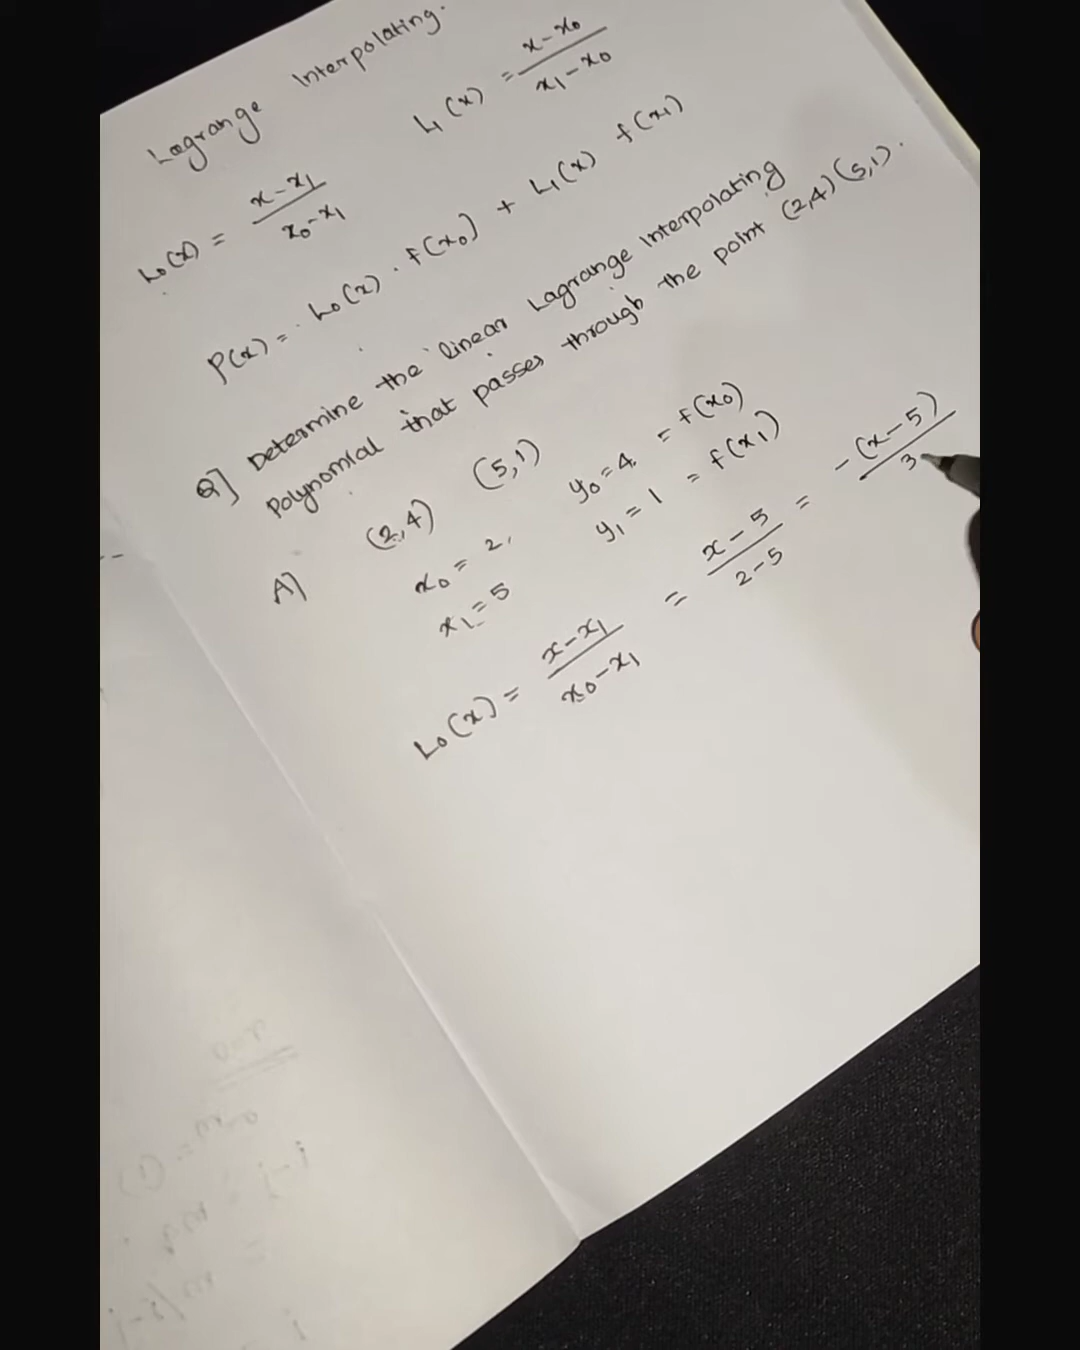 Lagrange Interpolating.
L₀(x) = (x-x₁)/(x₀-x₁)   L₁(x) = (x-x₀)/(x₁-x₀)
P(x) = L₀(x) · f(x₀) + L₁(x) f(x₁)
Q] Determine the linear Lagrange Interpolating
Polynomial that passes through the point (2,4) (5,1).
A] (2,4) (5,1)
x₀ = 2, y₀ = 4 = f(x₀)
x₁ = 5 y₁ = 1 = f(x₁)
L₀(x) = (x-x₁)/(x₀-x₁) = (x-5)/(2-5) = -(x-5)/3